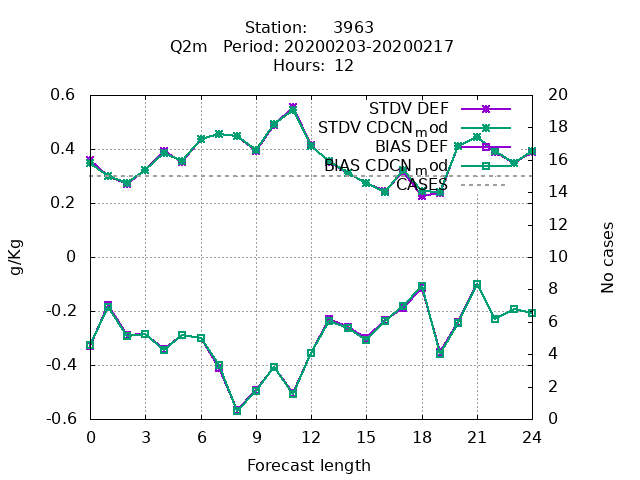 Station: 3963
Q2m Period: 20200203-20200217
Hours: 12
STDV DEF
STDV CDCN_mod
BIAS DEF
BIAS CDCN_mod
CASES
0.6
0.4
0.2
0
-0.2
-0.4
-0.6
20
18
16
14
12
10
8
6
4
2
0
g/Kg
No cases
0 3 6 9 12 15 18 21 24
Forecast length